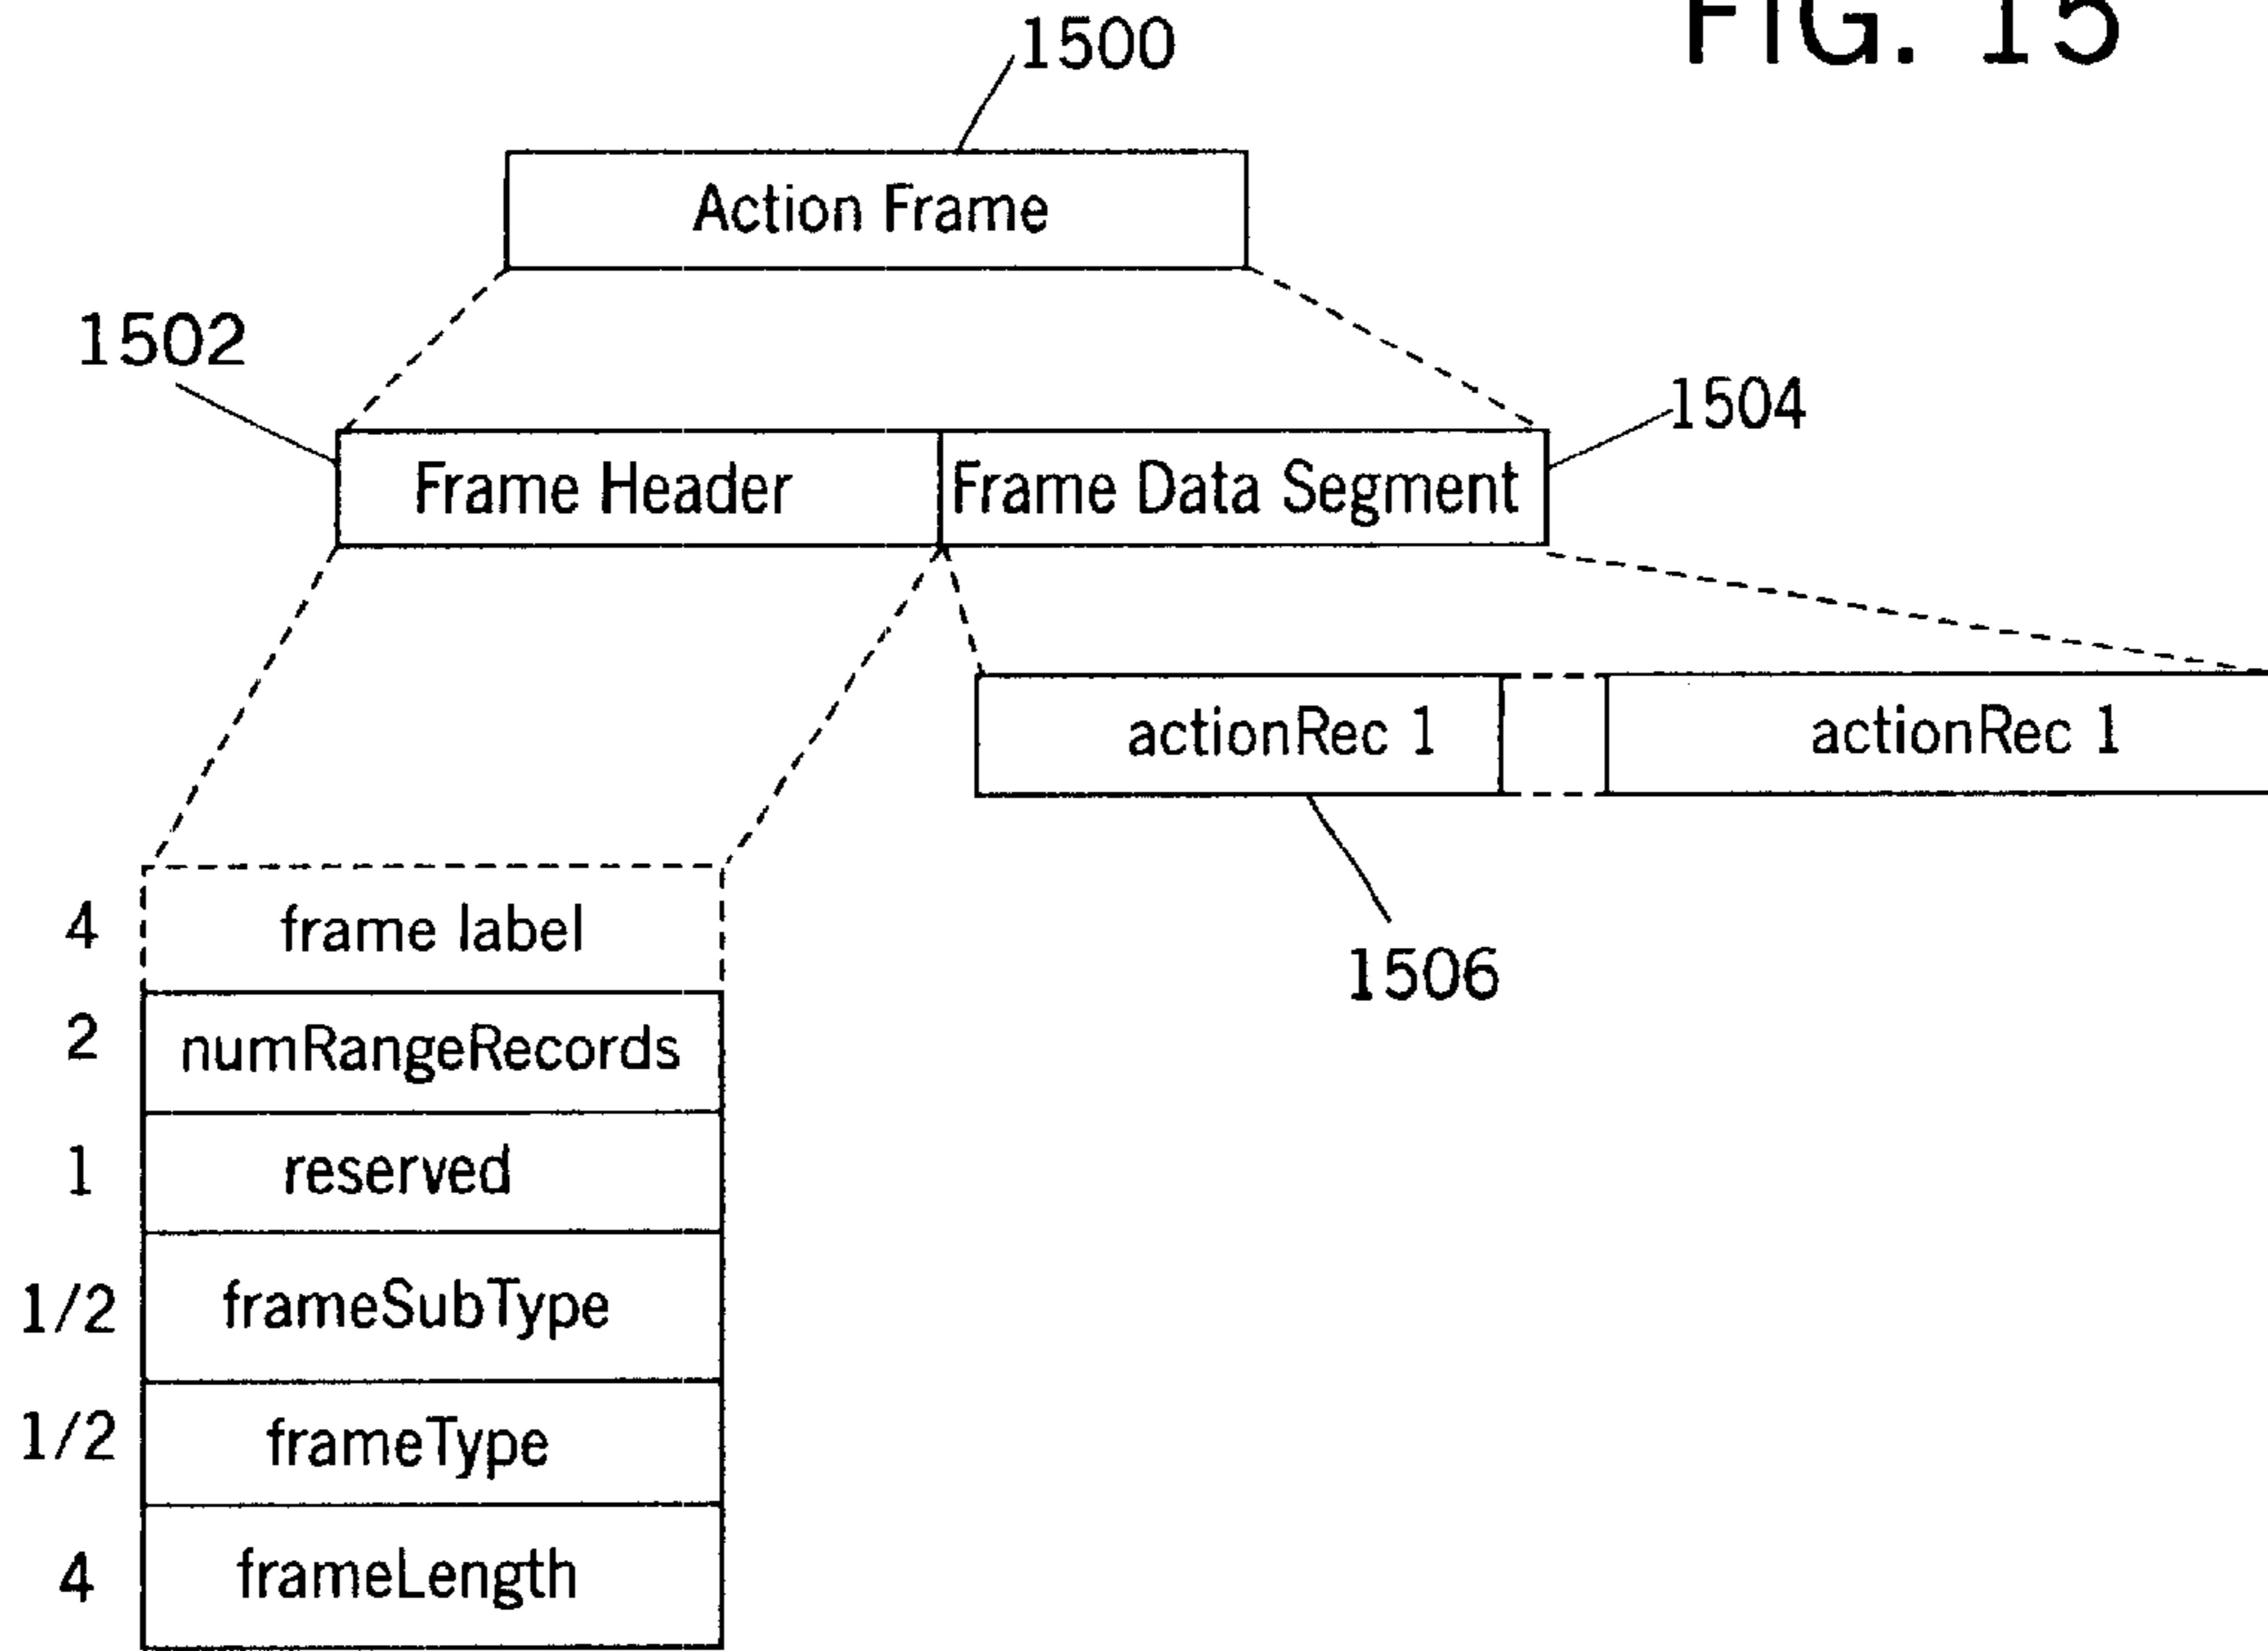 FIG. 15
1500
Action Frame
1502
1504
Frame Header
Frame Data Segment
actionRec 1
actionRec 1
1506
4
frame label
2
numRangeRecords
1
reserved
1/2
frameSubType
1/2
frameType
4
frameLength